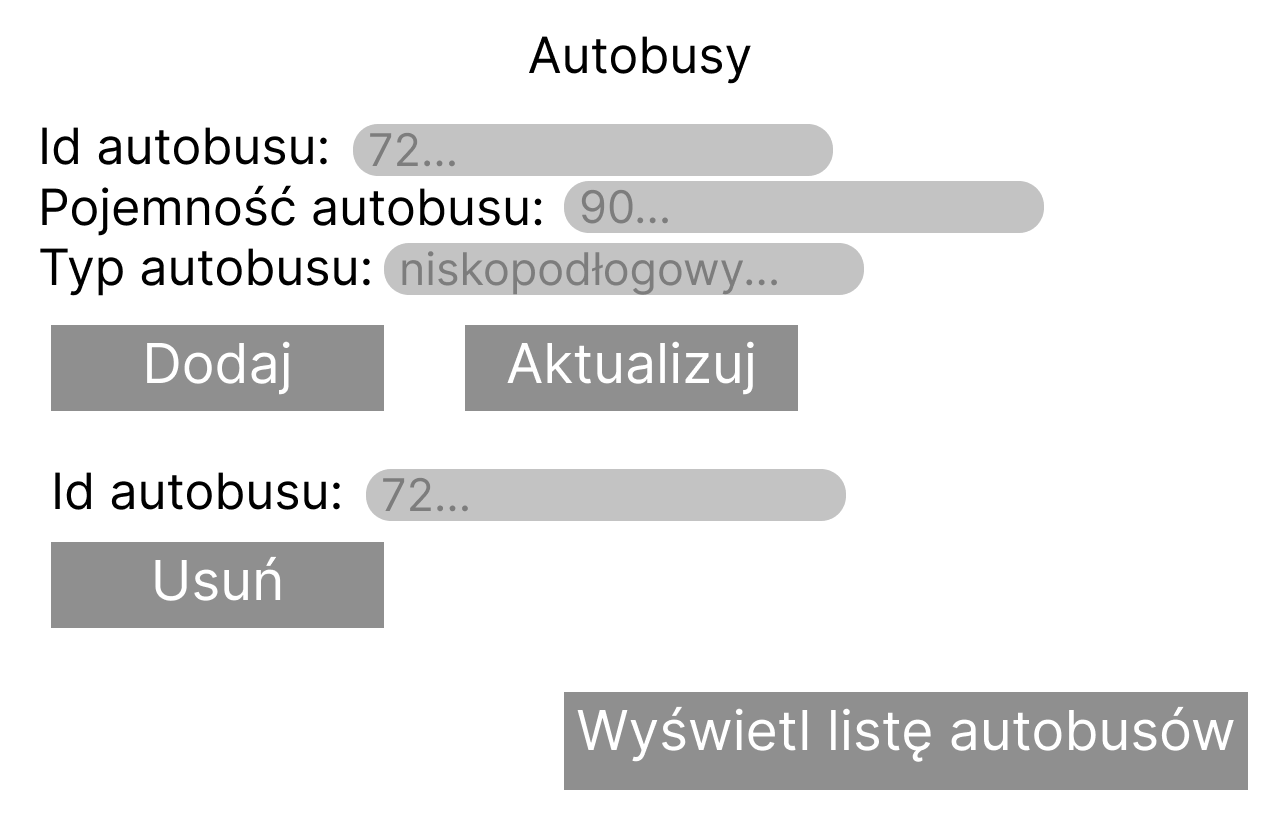 Autobusy
Id autobusu: 72...
Pojemność autobusu: 90...
Typ autobusu: niskopodłogowy...
Dodaj Aktualizuj
Id autobusu: 72...
Usuń
Wyświetl listę autobusów